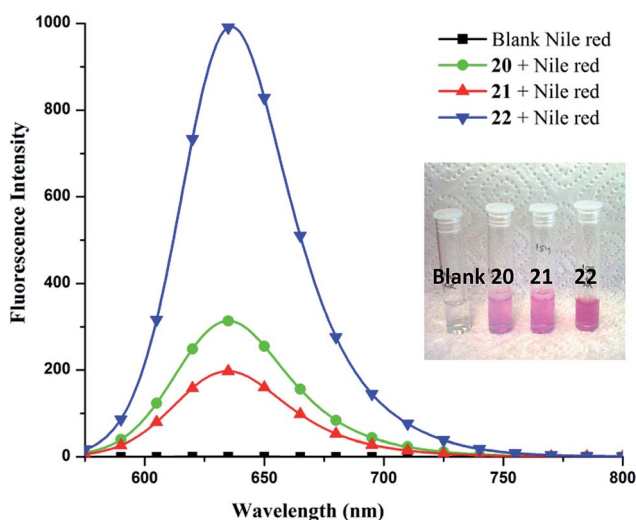 1000
800
600
400
200
0
Fluorescence Intensity
Blank Nile red
20 + Nile red
21 + Nile red
22 + Nile red
Blank 20 21 22
600 650 700 750 800
Wavelength (nm)